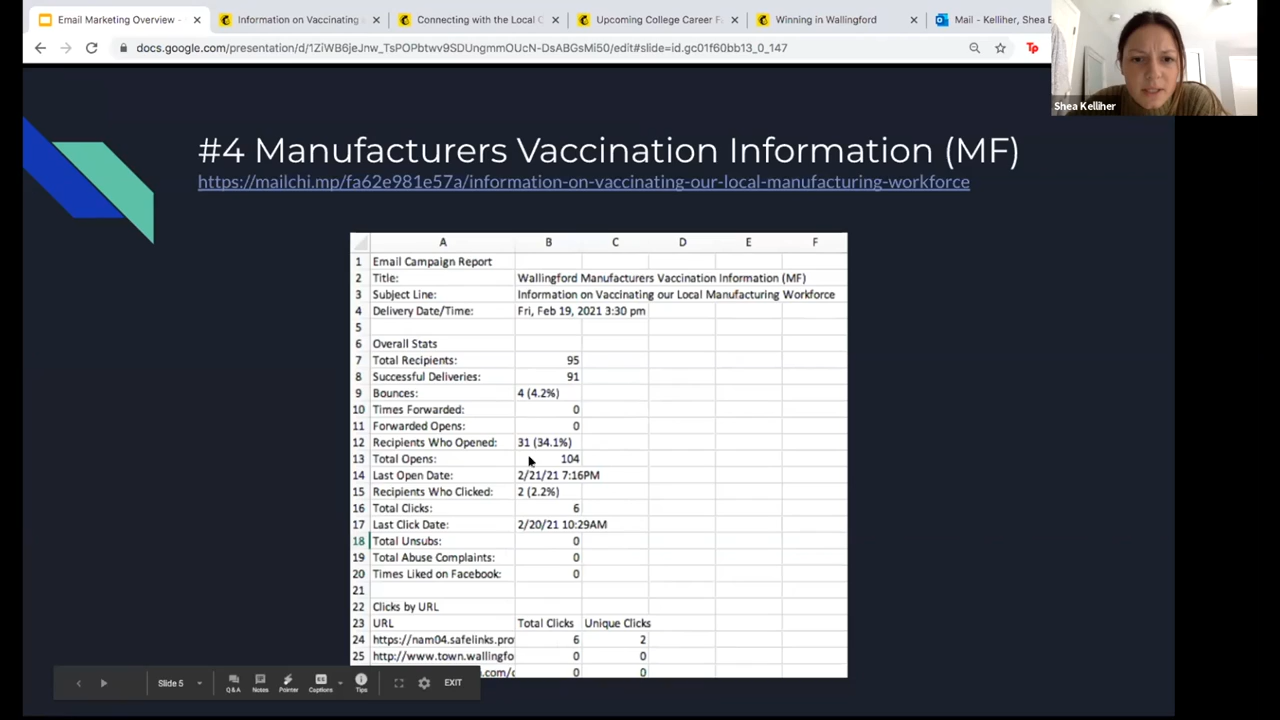 Email Marketing Overview -
Information on Vaccinating
Connecting with the Local C
Upcoming College Career F
Winning in Wallingford
Mail - Kelliher, Shea E
docs.google.com/presentation/d/1ZiWB6jeJnw_TsPOPbtwv9SDUngmmOUcN-DsABGsMi50/edit#slide=id.gc01f60bb13_0_147
Tp
Shea Kelliher
#4 Manufacturers Vaccination Information (MF)
https://mailchi.mp/fa62e981e57a/information-on-vaccinating-our-local-manufacturing-workforce
A B C D E F
1 Email Campaign Report
2 Title: Wallingford Manufacturers Vaccination Information (MF)
3 Subject Line: Information on Vaccinating our Local Manufacturing Workforce
4 Delivery Date/Time: Fri, Feb 19, 2021 3:30 pm
5
6 Overall Stats
7 Total Recipients: 95
8 Successful Deliveries: 91
9 Bounces: 4 (4.2%)
10 Times Forwarded: 0
11 Forwarded Opens: 0
12 Recipients Who Opened: 31 (34.1%)
13 Total Opens: 104
14 Last Open Date: 2/21/21 7:16PM
15 Recipients Who Clicked: 2 (2.2%)
16 Total Clicks: 6
17 Last Click Date: 2/20/21 10:29AM
18 Total Unsubs: 0
19 Total Abuse Complaints: 0
20 Times Liked on Facebook: 0
21
22 Clicks by URL
23 URL Total Clicks Unique Clicks
24 https://nam04.safelinks.pro 6 2
25 http://www.town.wallingfo 0 0
.com/c 0 0
Slide 5
Q&A
Notes
Pointer
Captions
Tips
EXIT